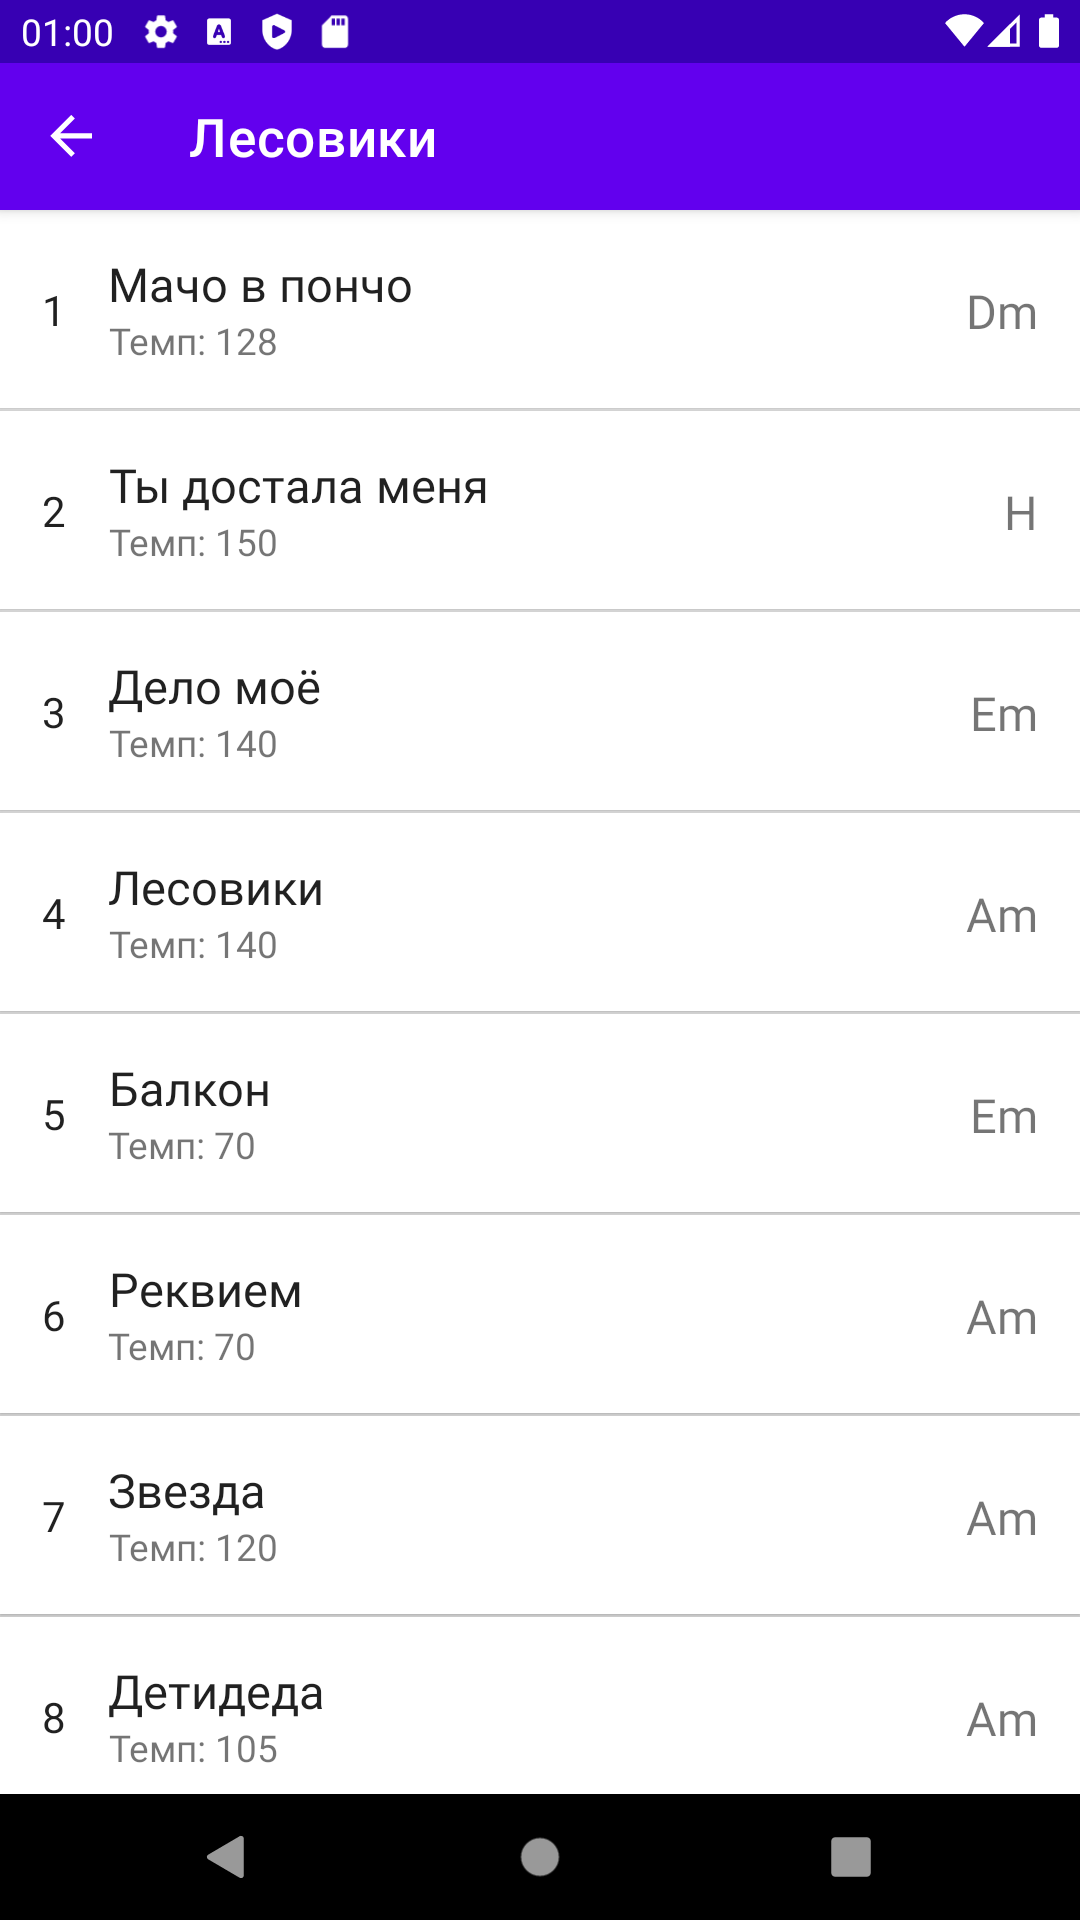 01:00
Лесовики
1
Мачо в пончо
Темп: 128
Dm
2
Ты достала меня
Темп: 150
H
3
Дело моё
Темп: 140
Em
4
Лесовики
Темп: 140
Am
5
Балкон
Темп: 70
Em
6
Реквием
Темп: 70
Am
7
Звезда
Темп: 120
Am
8
Детидеда
Темп: 105
Am